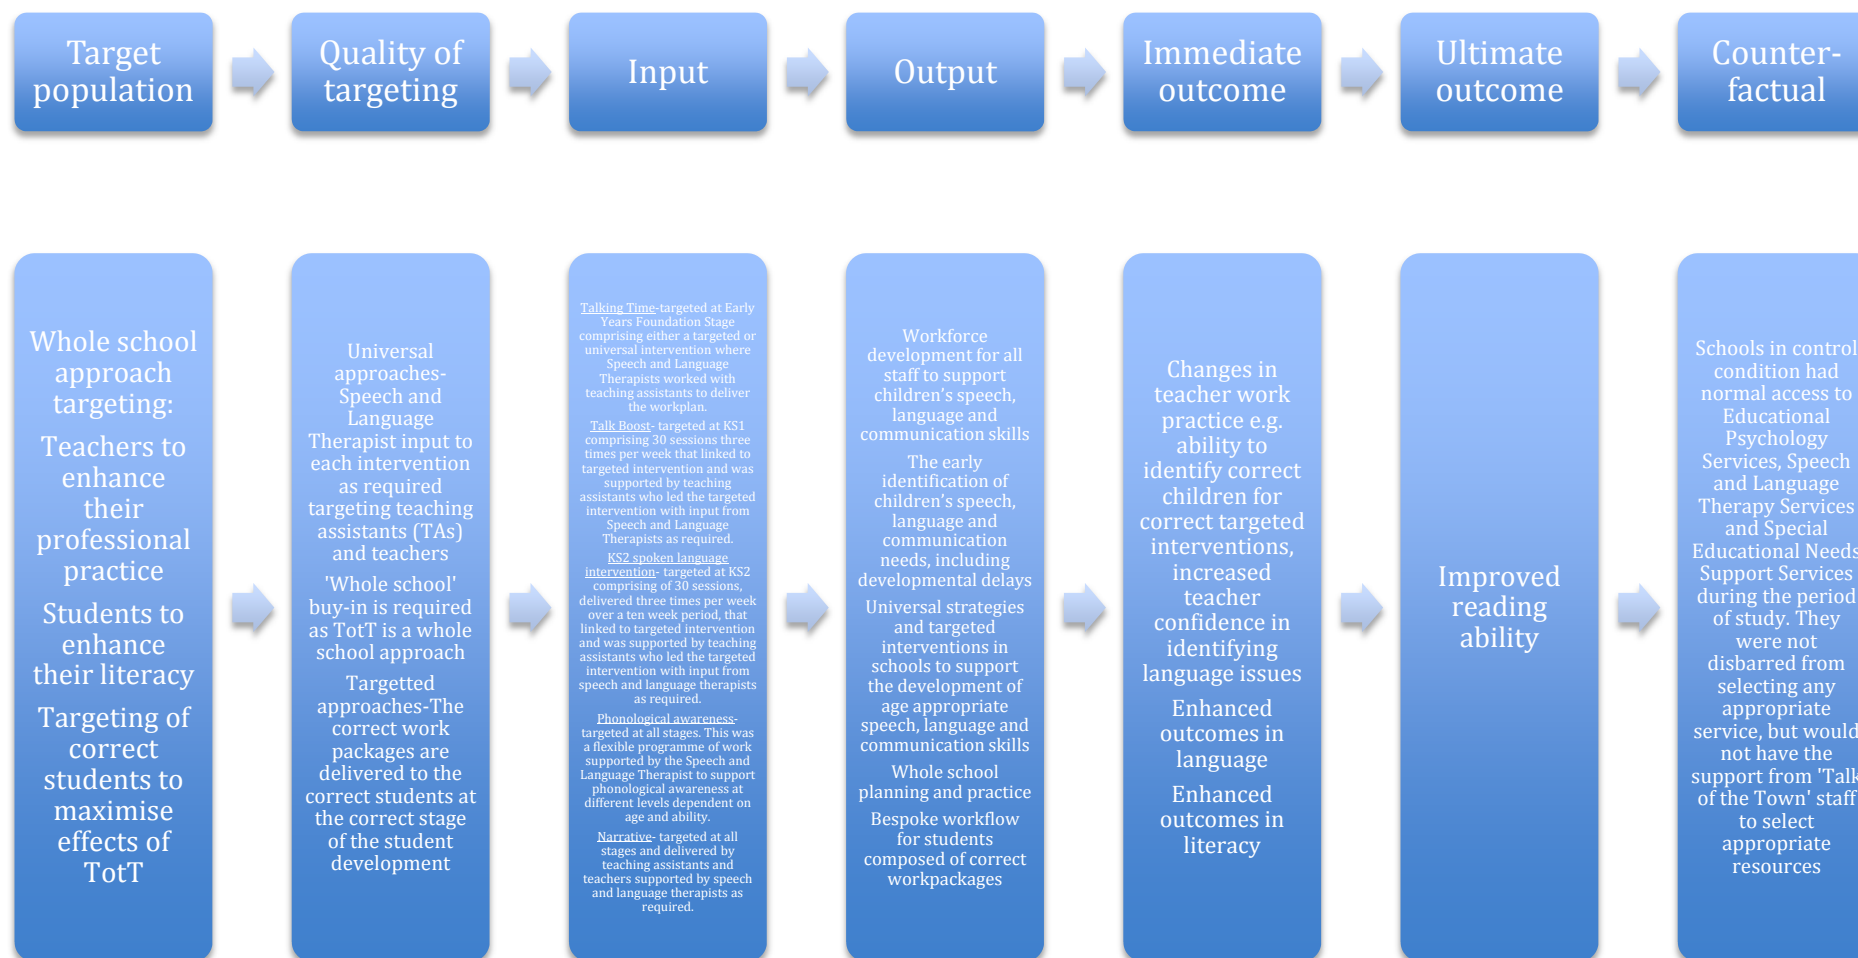 Target
population
Quality of
targeting
Input
Output
Immediate
outcome
Ultimate
outcome
Counter-
factual
Whole school
approach
targeting:
Teachers to
enhance
their
professional
practice
Students to
enhance
their literacy
Targeting of
correct
students to
maximise
effects of
TotT
Universal
approaches-
Speech and
Language
Therapist input to
each intervention
as required
targeting teaching
assistants (TAs)
and teachers
'Whole school'
buy-in is required
as TotT is a whole
school approach
Targetted
approaches-The
correct work
packages are
delivered to the
correct students at
the correct stage
of the student
development
Talking Time-targeted at Early
Years Foundation Stage
comprising either a targeted or
universal intervention where
Speech and Language
Therapists worked with
teaching assistants to deliver
the workplan.
Talk Boost- targeted at KS1
comprising 30 sessions three
times per week that linked to
targeted intervention and was
supported by teaching
assistants who led the targeted
intervention with input from
Speech and Language
Therapists as required.
KS2 spoken language
intervention- targeted at KS2
comprising of 30 sessions,
delivered three times per week
over a ten week period, that
linked to targeted intervention
and was supported by teaching
assistants who led the targeted
intervention with input from
speech and language therapists
as required.
Phonological awareness-
targeted at all stages. This was
a flexible programme of work
supported by the Speech and
Language Therapist to support
phonological awareness at
different levels dependent on
age and ability.
Narrative- targeted at all
stages and delivered by
teaching assistants and
teachers supported by speech
and language therapists as
required.
Workforce
development for all
staff to support
children’s speech,
language and
communication skills
The early
identification of
children’s speech,
language and
communication
needs, including
developmental delays
Universal strategies
and targeted
interventions in
schools to support
the development of
age appropriate
speech, language and
communication skills
Whole school
planning and practice
Bespoke workflow
for students
composed of correct
workpackages
Changes in
teacher work
practice e.g.
ability to
identify correct
children for
correct targeted
interventions,
increased
teacher
confidence in
identifying
language issues
Enhanced
outcomes in
language
Enhanced
outcomes in
literacy
Improved
reading
ability
Schools in control
condition had
normal access to
Educational
Psychology
Services, Speech
and Language
Therapy Services
and Special
Educational Needs
Support Services
during the period
of study. They
were not
disbarred from
selecting any
appropriate
service, but would
not have the
support from 'Talk
of the Town' staff
to select
appropriate
resources